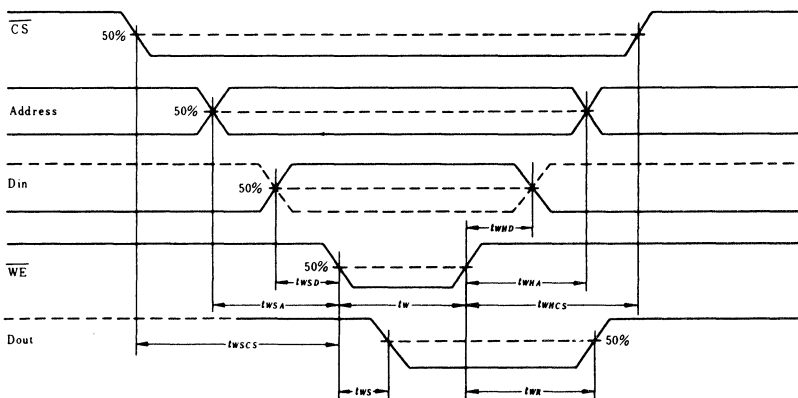 CS
50%
Address
50%
Din
50%
tWHD
WE
50%
tWSD
tWHA
tWSA
tW
tWHCS
Dout
50%
tWSCS
tWS
tWR